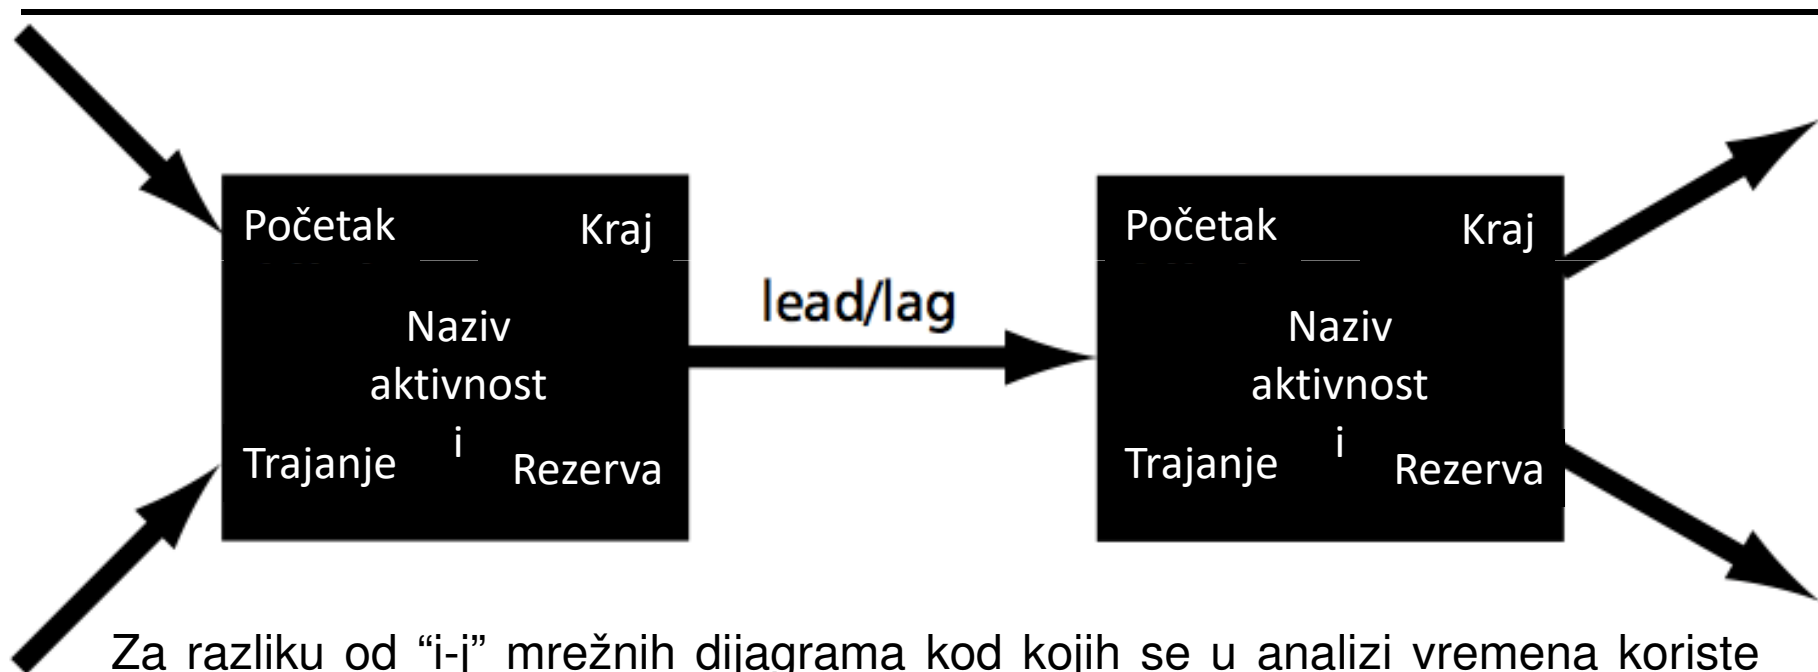 Početak Kraj
Naziv
aktivnost
i
Trajanje Rezerva
lead/lag
Početak Kraj
Naziv
aktivnost
i
Trajanje Rezerva
Za razliku od “i-j” mrežnih dijagrama kod kojih se u analizi vremena koriste